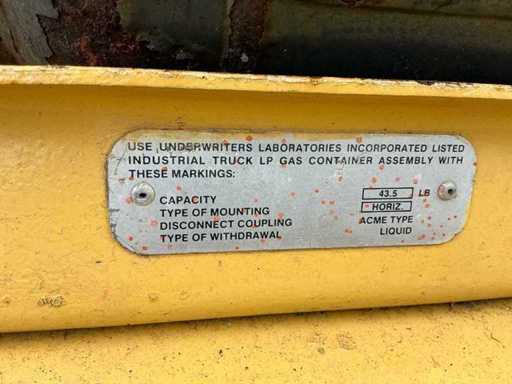 USE UNDERWRITERS LABORATORIES INCORPORATED LISTED
INDUSTRIAL TRUCK LP GAS CONTAINER ASSEMBLY WITH
THESE MARKINGS:
CAPACITY 43.5 LB
TYPE OF MOUNTING HORIZ.
DISCONNECT COUPLING ACME TYPE
TYPE OF WITHDRAWAL LIQUID